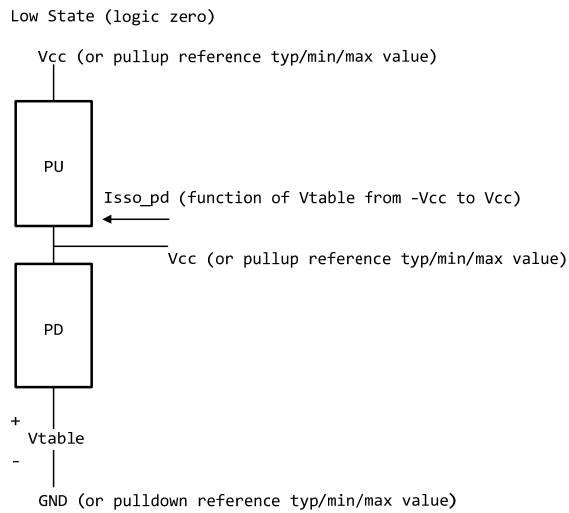 Low State (logic zero)
Vcc (or pullup reference typ/min/max value)
PU
Isso_pd (function of Vtable from -Vcc to Vcc)
Vcc (or pullup reference typ/min/max value)
PD
+
Vtable
-
GND (or pulldown reference typ/min/max value)